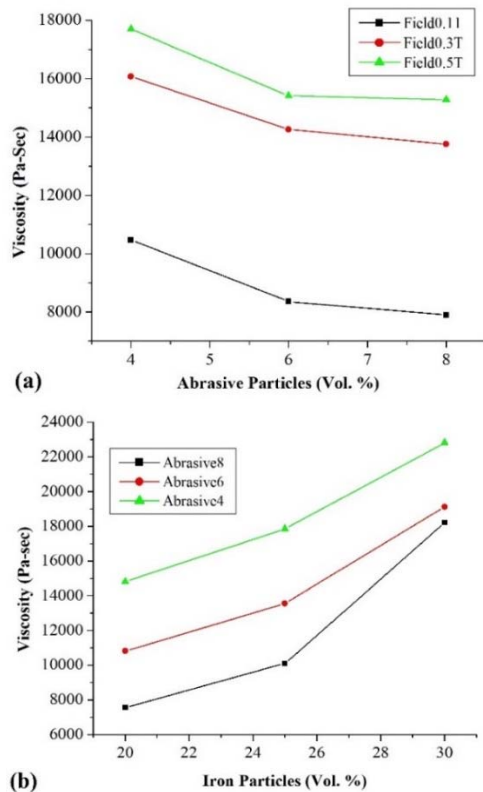 18000
16000
14000
12000
10000
8000
Viscosity (Pa-Sec)
Field0.11
Field0.3T
Field0.5T
4 5 6 7 8
(a) Abrasive Particles (Vol. %)
24000
22000
20000
18000
16000
14000
12000
10000
8000
6000
Viscosity (Pa-sec)
Abrasive8
Abrasive6
Abrasive4
20 22 24 26 28 30
(b) Iron Particles (Vol. %)